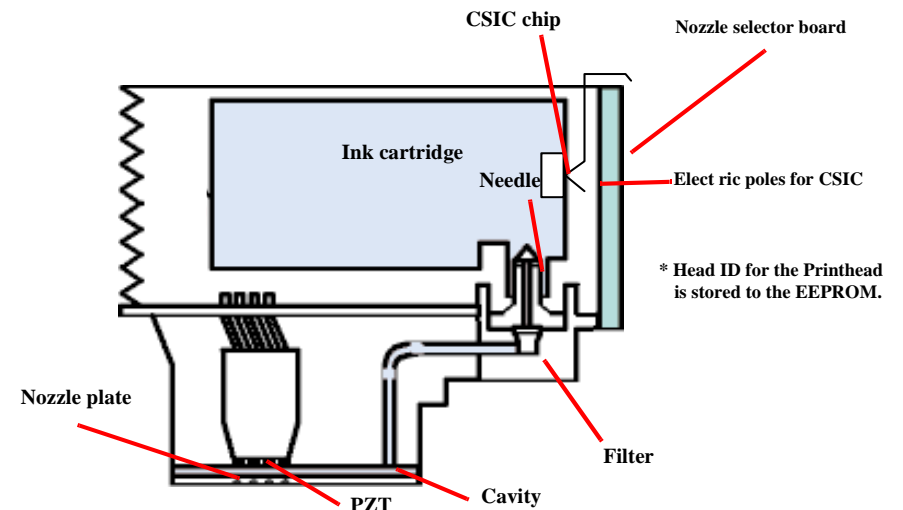 CSIC chip
Nozzle selector board
Ink cartridge
Needle
Elect ric poles for CSIC
* Head ID for the Printhead
is stored to the EEPROM.
Nozzle plate
Filter
Cavity
PZT